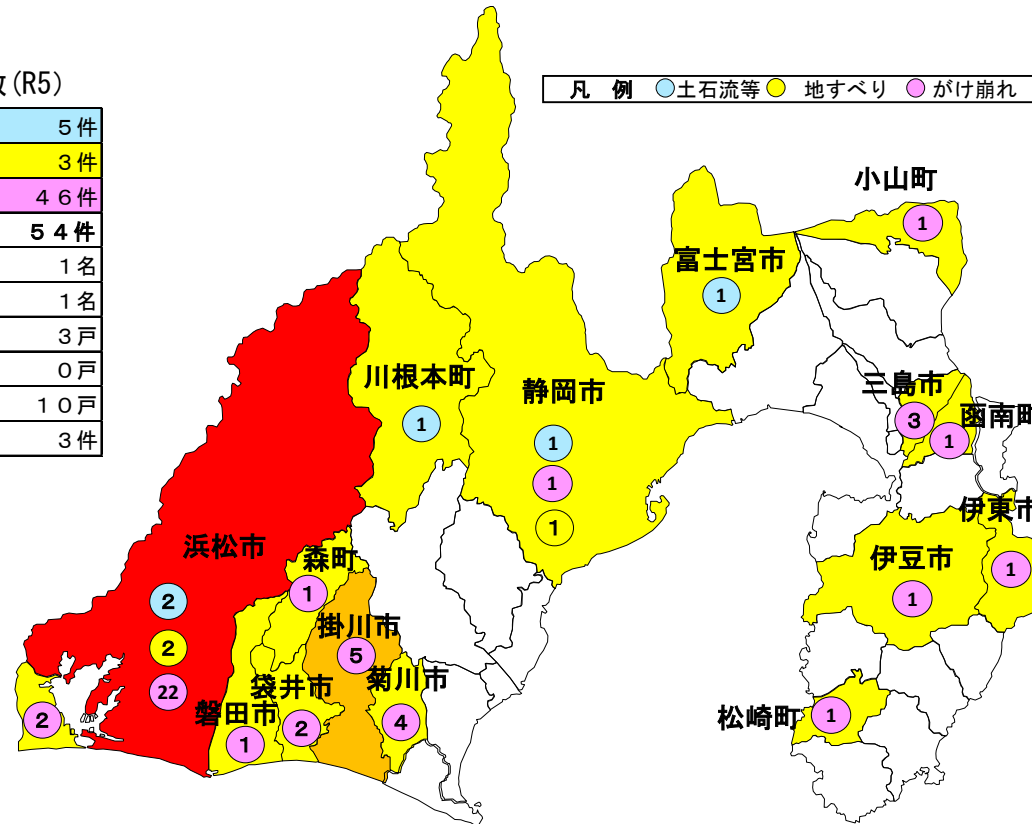 (R5)
凡　例　土石流等　地すべり　がけ崩れ
5件
3件
46件
54件
1名
1名
3戸
0戸
10戸
3件
小山町
1
富士宮市
1
川根本町
1
静岡市
1
1
1
三島市
3
函南町
1
伊東市
1
伊豆市
1
松崎町
1
浜松市
2
2
22
森町
1
掛川市
5
菊川市
4
袋井市
2
磐田市
1
2